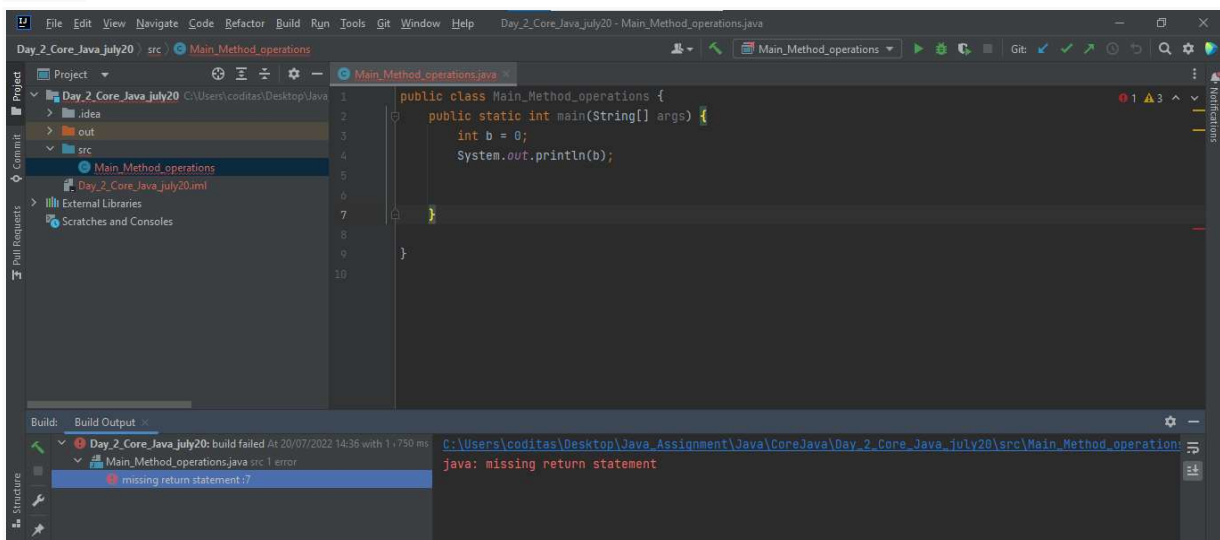 File Edit View Navigate Code Refactor Build Run Tools Git Window Help Day_2_Core_Java_july20 - Main_Method_operations.java
Day_2_Core_Java_july20 src Main_Method_operations
Main_Method_operations Git:
Project
Main_Method_operations.java
Day_2_Core_Java_july20 C:\Users\coditas\Desktop\Java
.idea
out
src
Main_Method_operations
Day_2_Core_Java_july20.iml
External Libraries
Scratches and Consoles
1 public class Main_Method_operations {
2 public static int main(String[] args) {
3 int b = 0;
4 System.out.println(b);
5
6
7 }
8
9 }
10
1 3
Project
Commit
Pull Requests
Structure
Notifications
Build: Build Output
Day_2_Core_Java_july20: build failed At 20/07/2022 14:36 with 1 750 ms
Main_Method_operations.java src 1 error
missing return statement :7
C:\Users\coditas\Desktop\Java_Assignment\Java\CoreJava\Day_2_Core_Java_july20\src\Main_Method_operations
java: missing return statement